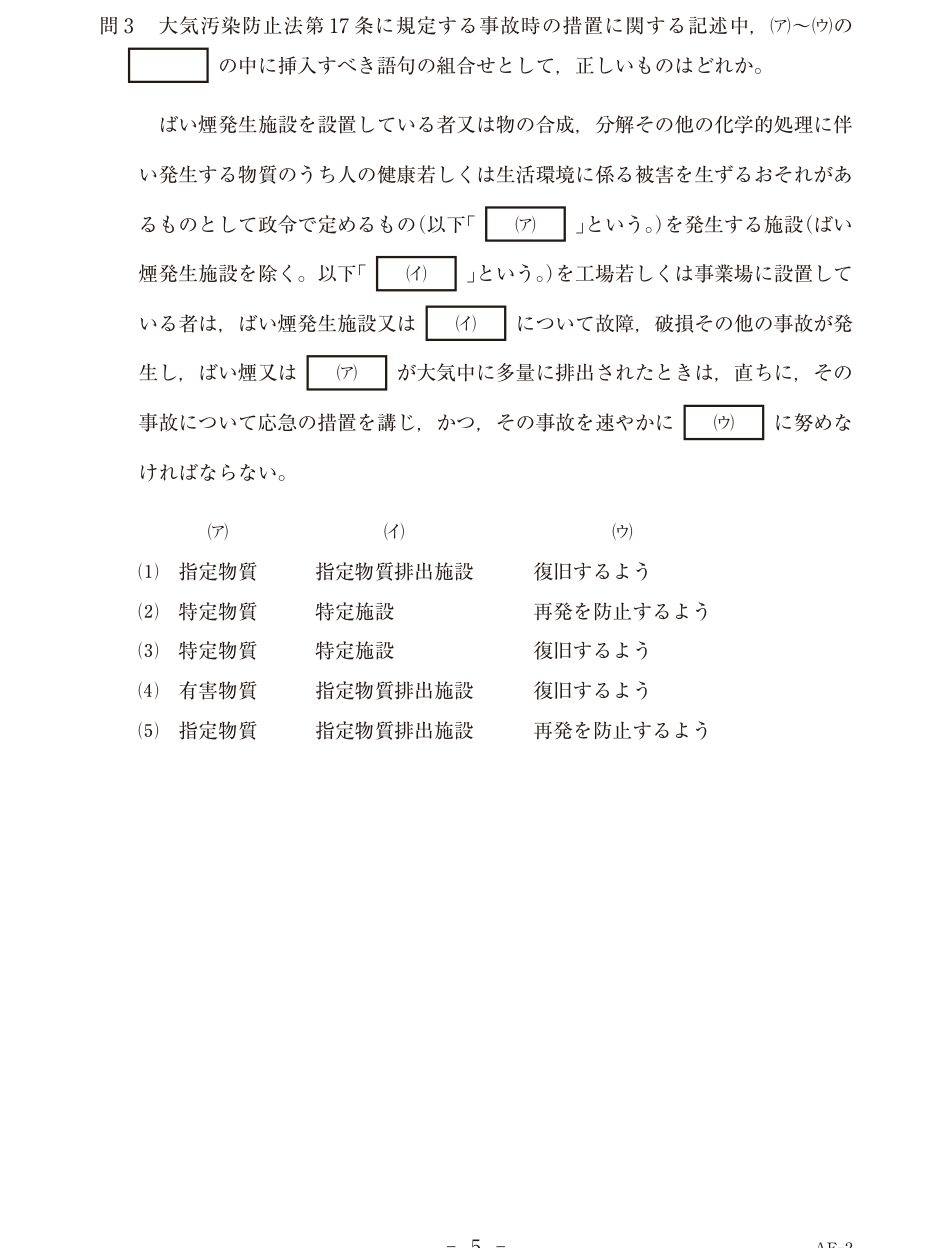 問 3　大気汚染防止法第 17 条に規定する事故時の措置に関する記述中，㋐～㋒の
の中に挿入すべき語句の組合せとして，正しいものはどれか。
ばい煙発生施設を設置している者又は物の合成，分解その他の化学的処理に伴
い発生する物質のうち人の健康若しくは生活環境に係る被害を生ずるおそれがあ
るものとして政令で定めるもの(以下「 (ア) 」という。)を発生する施設(ばい
煙発生施設を除く。以下「 (イ) 」という。)を工場若しくは事業場に設置して
いる者は，ばい煙発生施設又は (イ) について故障，破損その他の事故が発
生し，ばい煙又は (ア) が大気中に多量に排出されたときは，直ちに，その
事故について応急の措置を講じ，かつ，その事故を速やかに (ウ) に努めな
ければならない。
(ア)　(イ)　(ウ)
(1)　指定物質　指定物質排出施設　復旧するよう
(2)　特定物質　特定施設　再発を防止するよう
(3)　特定物質　特定施設　復旧するよう
(4)　有害物質　指定物質排出施設　復旧するよう
(5)　指定物質　指定物質排出施設　再発を防止するよう
－ 5 －